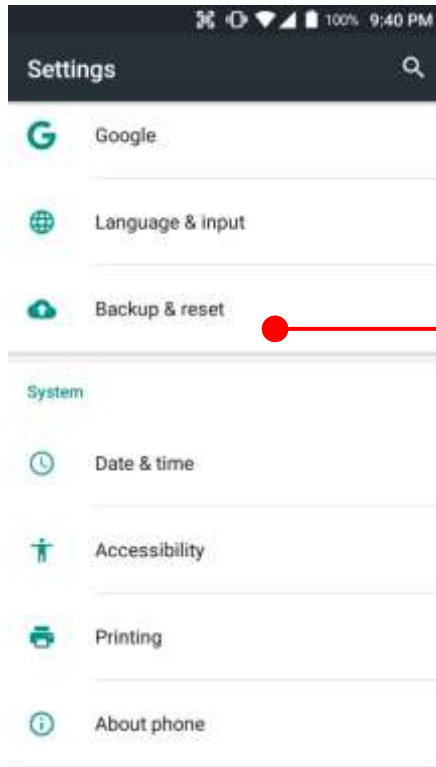 100% 9:40 PM
Settings
Google
Language & input
Backup & reset
System
Date & time
Accessibility
Printing
About phone